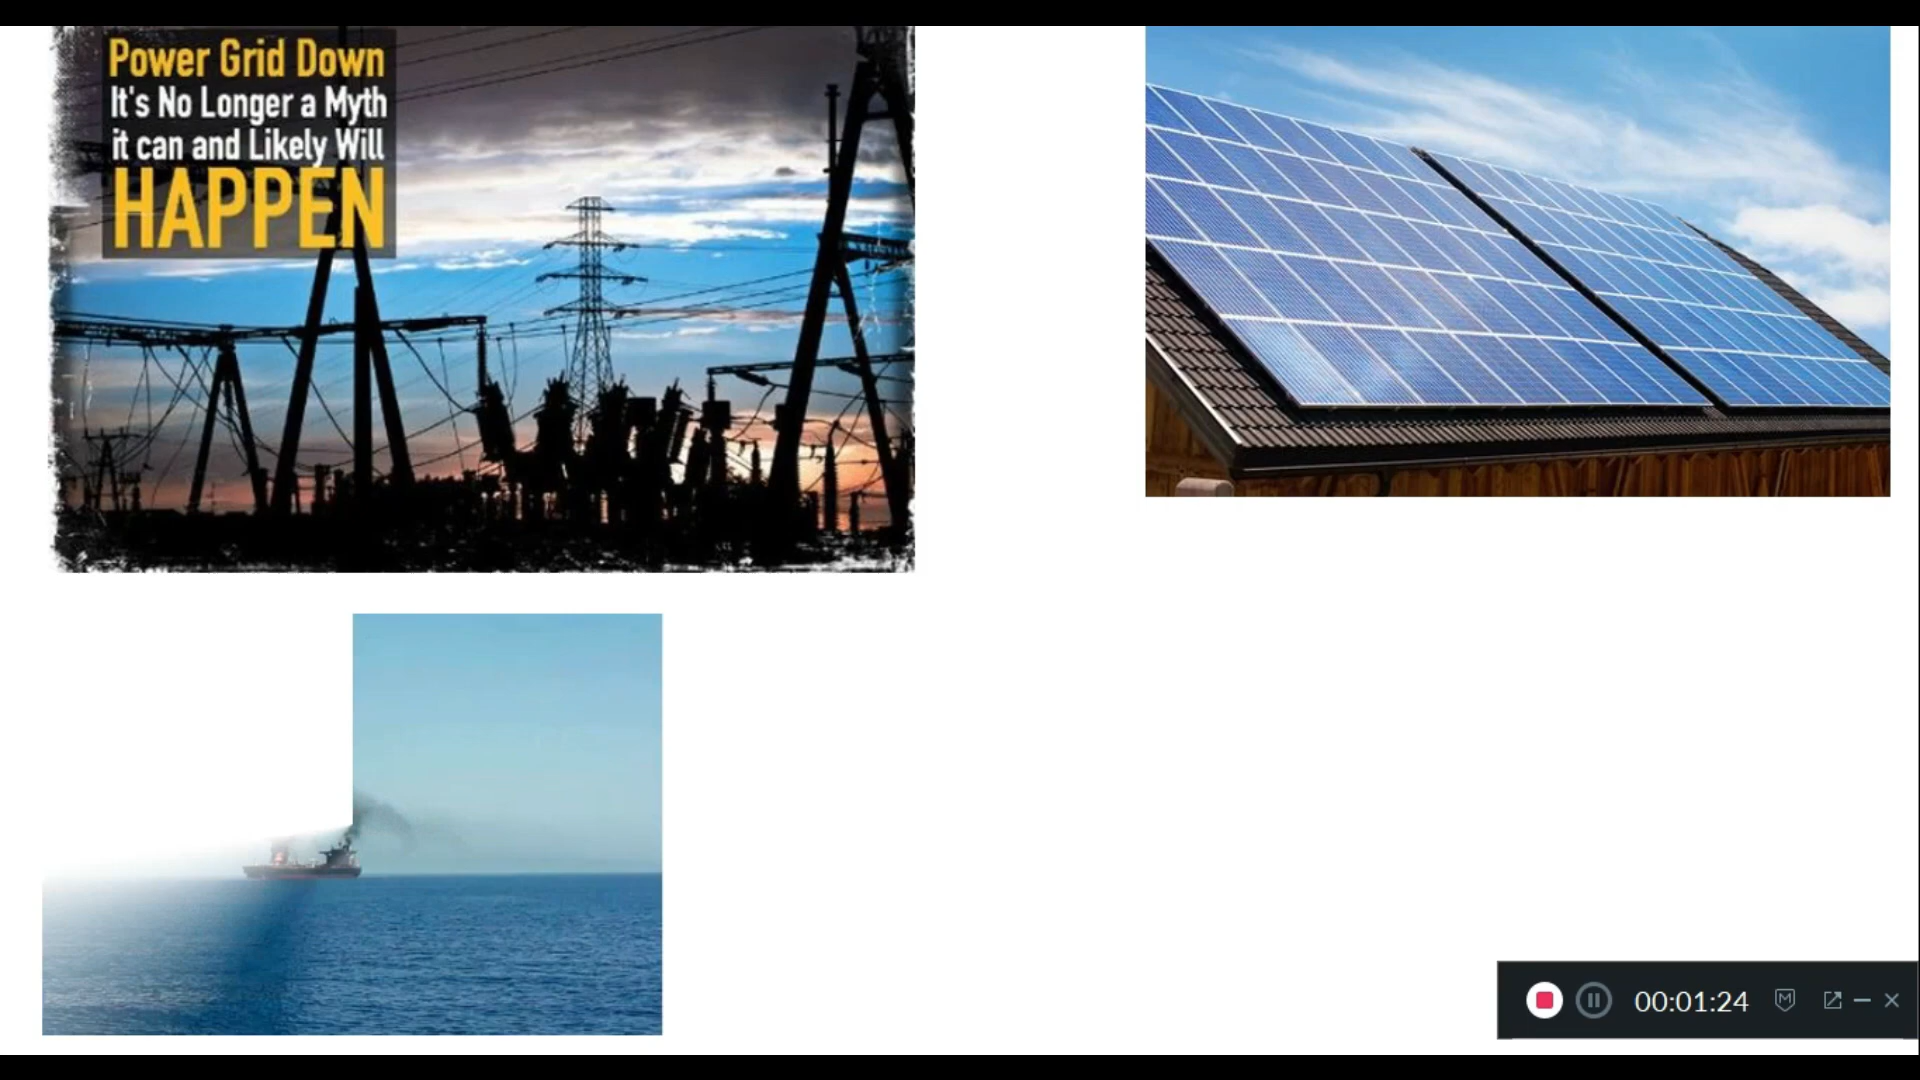 Power Grid Down
It's No Longer a Myth
it can and Likely Will
HAPPEN
00:01:24